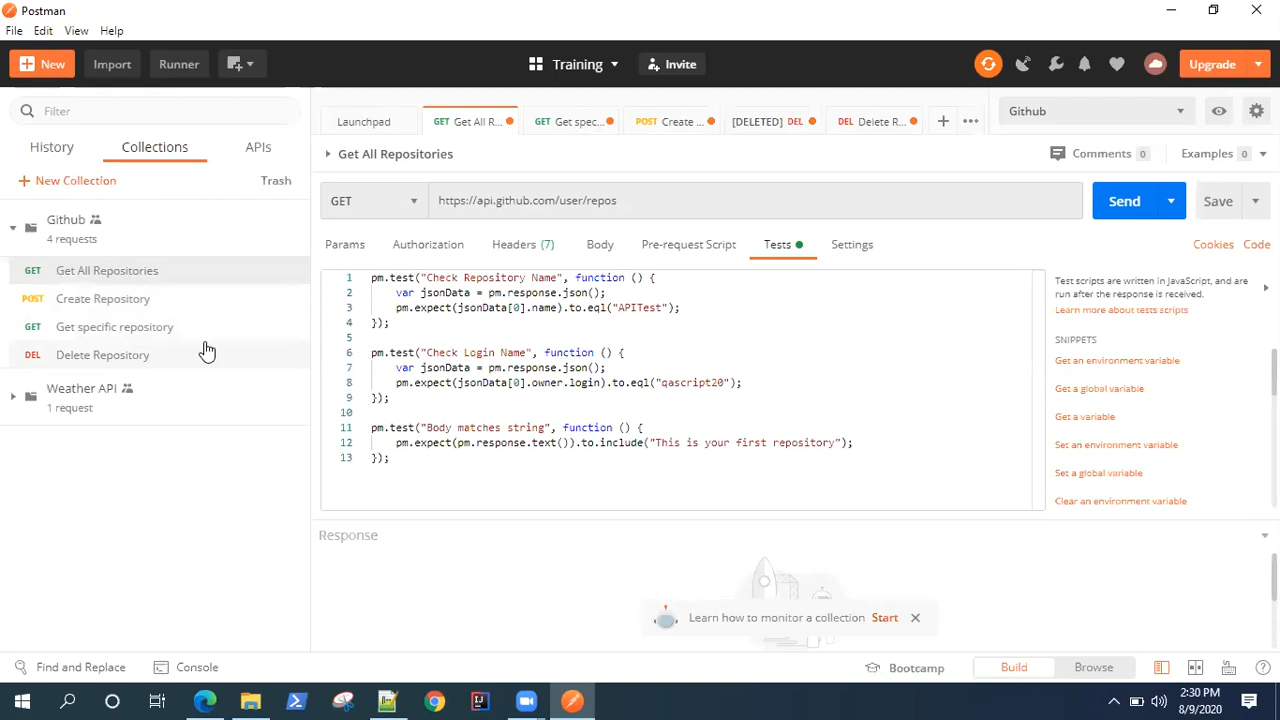 Postman
File Edit View Help
New Import Runner Training Invite Upgrade
Filter
History Collections APIs
+ New Collection Trash
Github
4 requests
GET Get All Repositories
POST Create Repository
GET Get specific repository
DEL Delete Repository
Weather API
1 request
Launchpad GET Get All R... GET Get spec... POST Create ... [DELETED] DEL DEL Delete R... Github
Get All Repositories Comments 0 Examples 0
GET https://api.github.com/user/repos Send Save
Params Authorization Headers (7) Body Pre-request Script Tests Settings Cookies Code
1 pm.test("Check Repository Name", function () {
2 var jsonData = pm.response.json();
3 pm.expect(jsonData[0].name).to.eql("APITest");
4 });
5
6 pm.test("Check Login Name", function () {
7 var jsonData = pm.response.json();
8 pm.expect(jsonData[0].owner.login).to.eql("qascript20");
9 });
10
11 pm.test("Body matches string", function () {
12 pm.expect(pm.response.text()).to.include("This is your first repository");
13 });
Test scripts are written in JavaScript, and are
run after the response is received.
Learn more about tests scripts
SNIPPETS
Get an environment variable
Get a global variable
Get a variable
Set an environment variable
Set a global variable
Clear an environment variable
Response
Learn how to monitor a collection Start
Find and Replace Console Bootcamp Build Browse
2:30 PM
8/9/2020